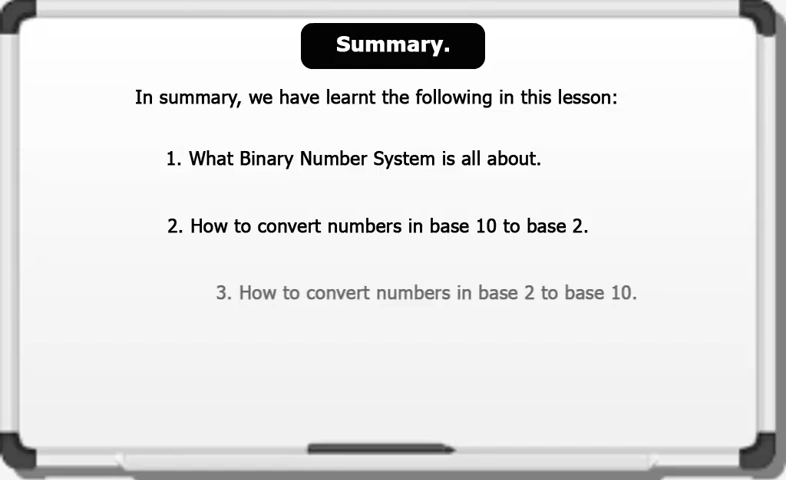 Summary.
In summary, we have learnt the following in this lesson:
1. What Binary Number System is all about.
2. How to convert numbers in base 10 to base 2.
3. How to convert numbers in base 2 to base 10.